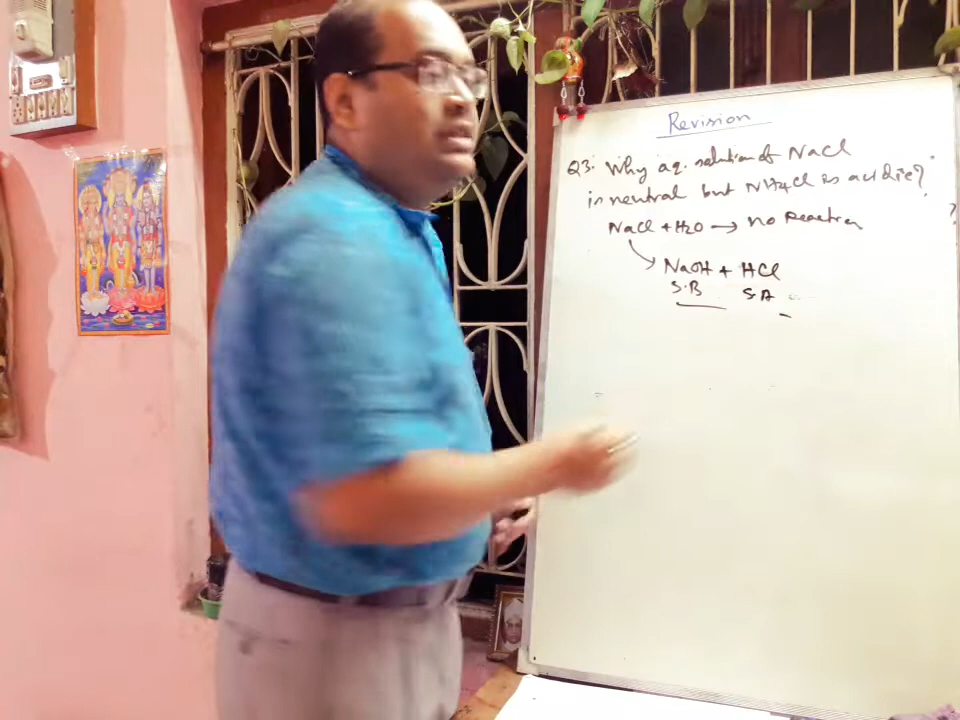 Revision
Q3. Why aq. solution of NaCl
is neutral but NH4Cl is acidic?
NaCl + H2O → no reaction
NaOH + HCl
S.B S.A